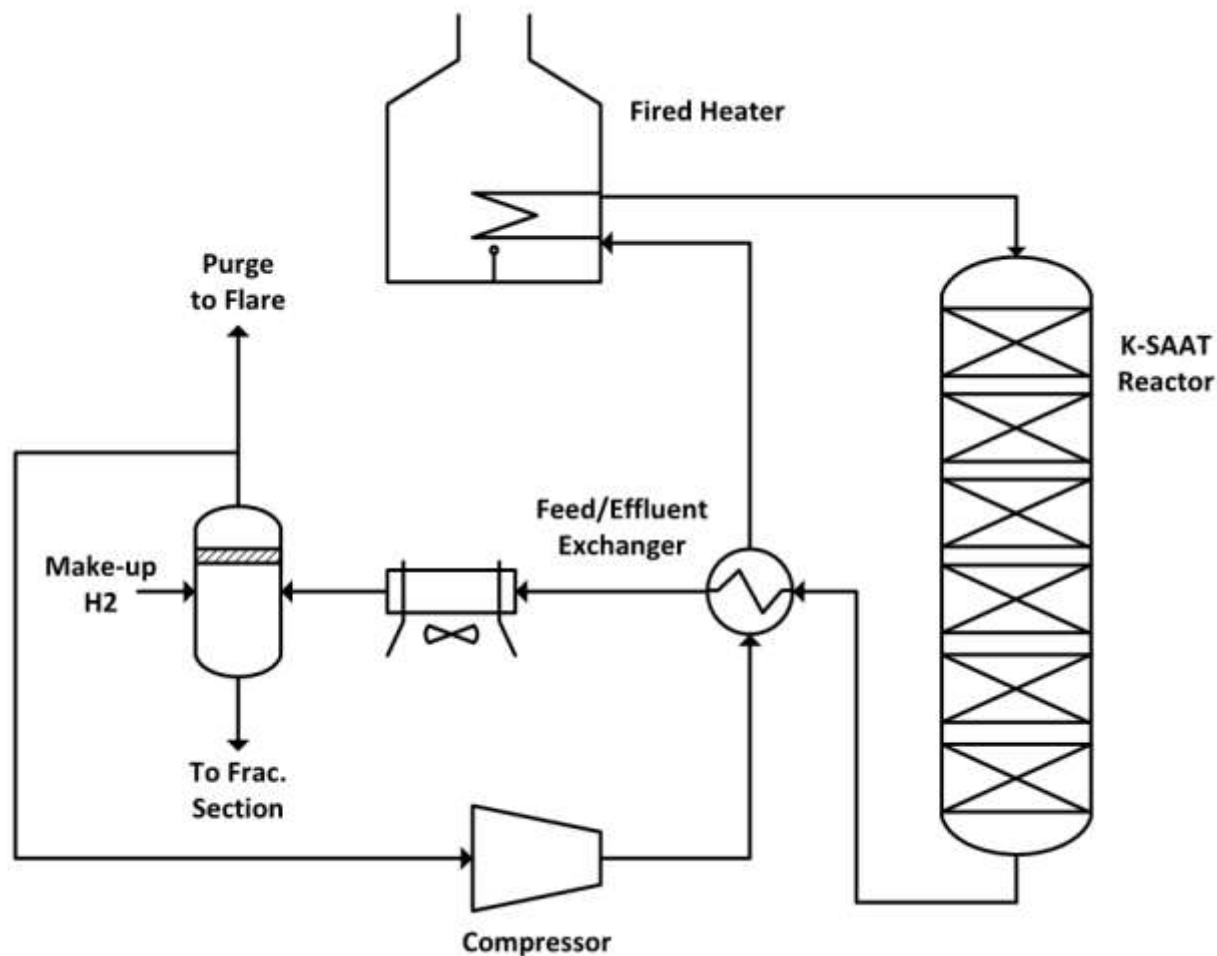 Fired Heater
Purge
to Flare
K-SAAT
Reactor
Feed/Effluent
Exchanger
Make-up
H2
To Frac.
Section
Compressor